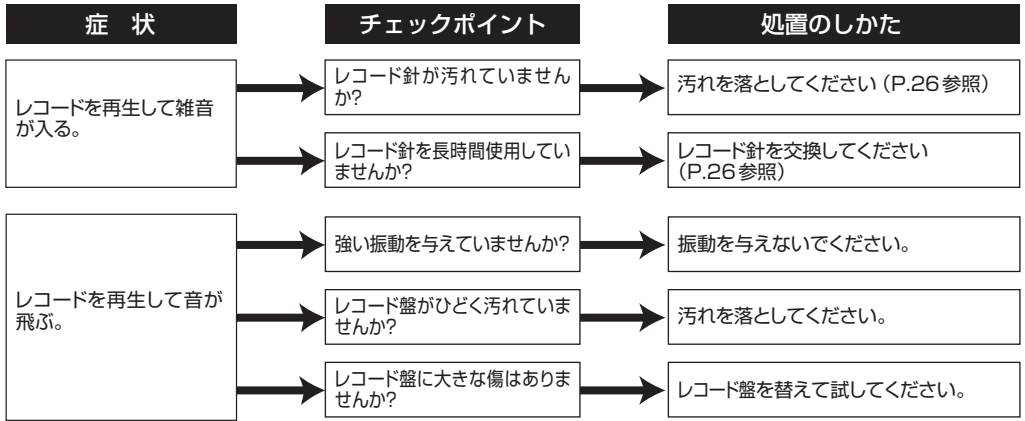 症　状
チェックポイント
処置のしかた
レコードを再生して雑音
が入る。
レコード針が汚れていません
か？
汚れを落としてください（P.26参照）
レコード針を長時間使用してい
ませんか？
レコード針を交換してください
（P.26参照）
レコードを再生して音が
飛ぶ。
強い振動を与えていませんか？
振動を与えないでください。
レコード盤がひどく汚れていま
せんか？
汚れを落としてください。
レコード盤に大きな傷はありま
せんか？
レコード盤を替えて試してください。